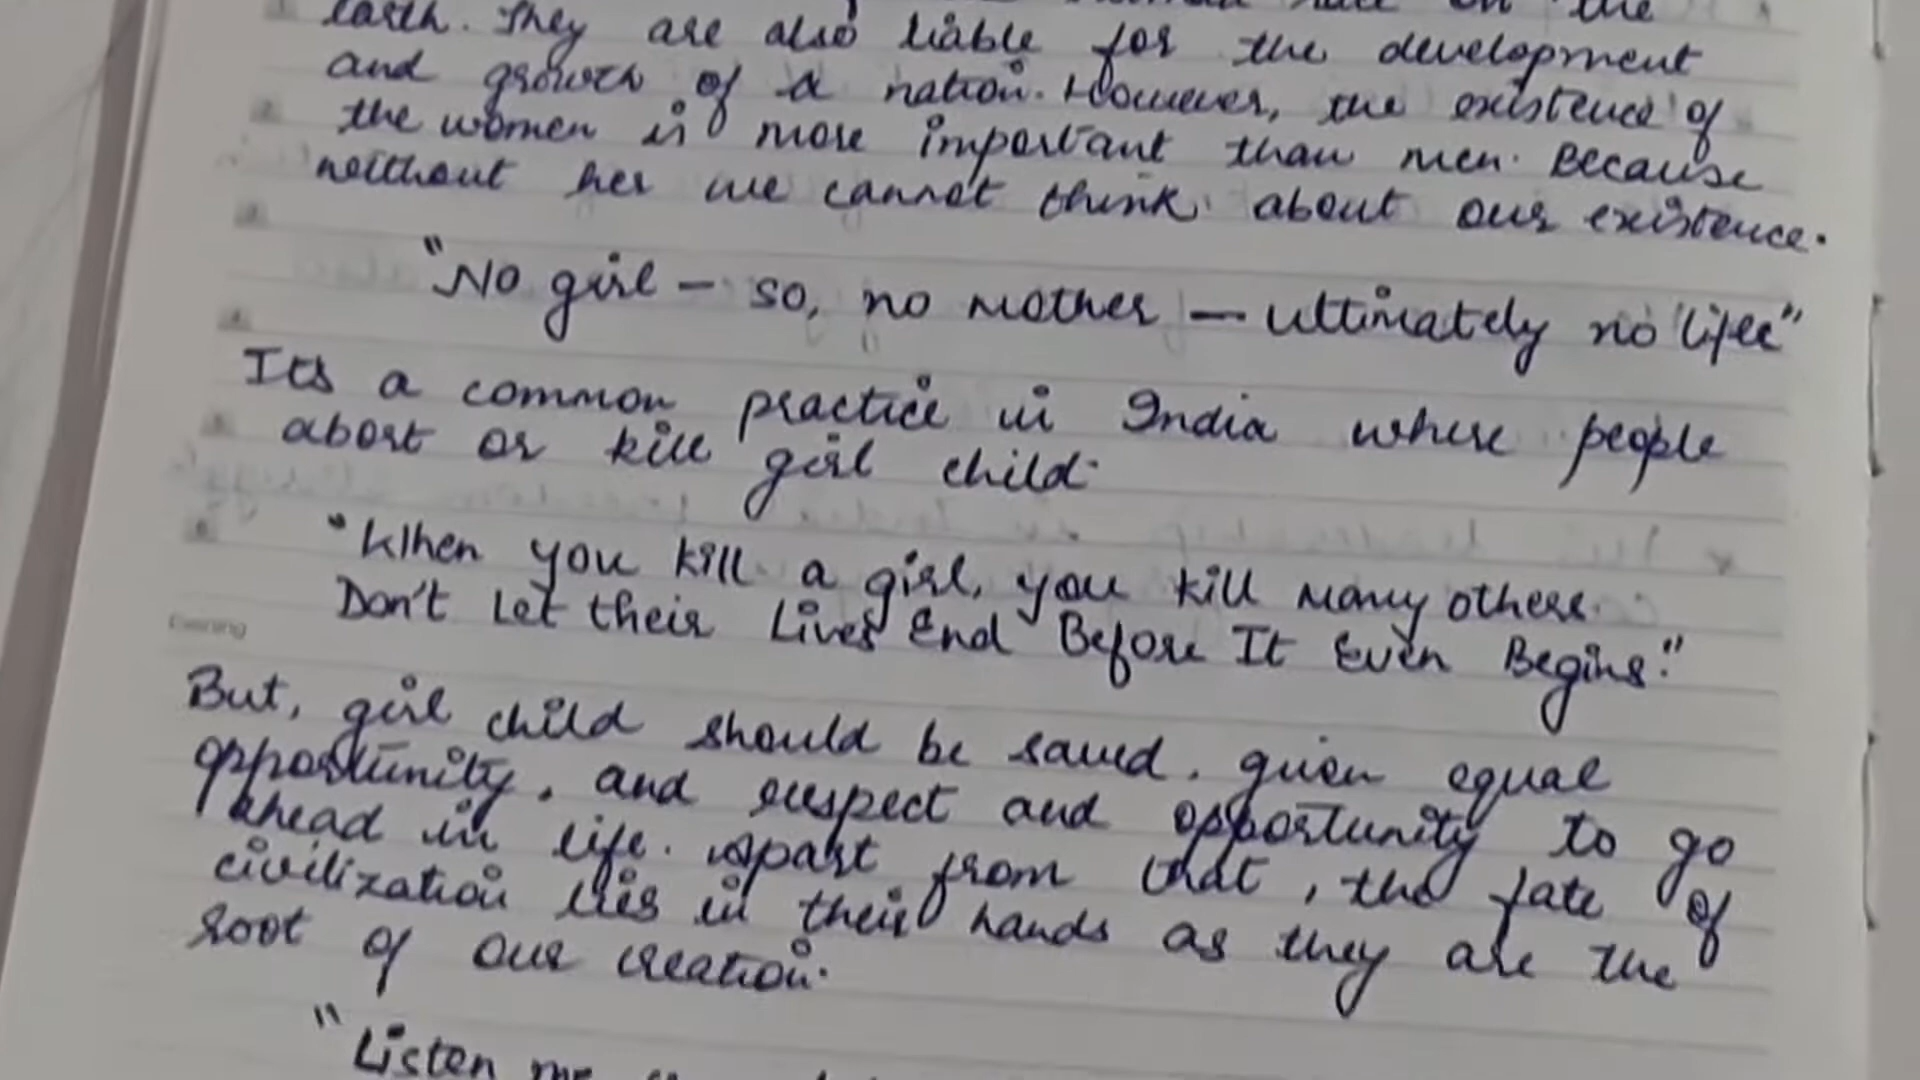 on the
earth. They are also liable for the development
and growth of a nation. However, the existence of
the women is more important than men. Because
without her we cannot think about our existence.
"No girl – so, no mother – ultimately no life"
Its a common practice in India where people
abort or kill girl child.
"When you kill a girl, you kill many others.
Don't Let their Lives End Before It Even Begins."
Evening
But, girl child should be saved, given equal
opportunity, and respect and opportunity to go
ahead in life. Apart from that, the fate of
civilization lies in their hands as they are the
root of our creation.
"Listen me